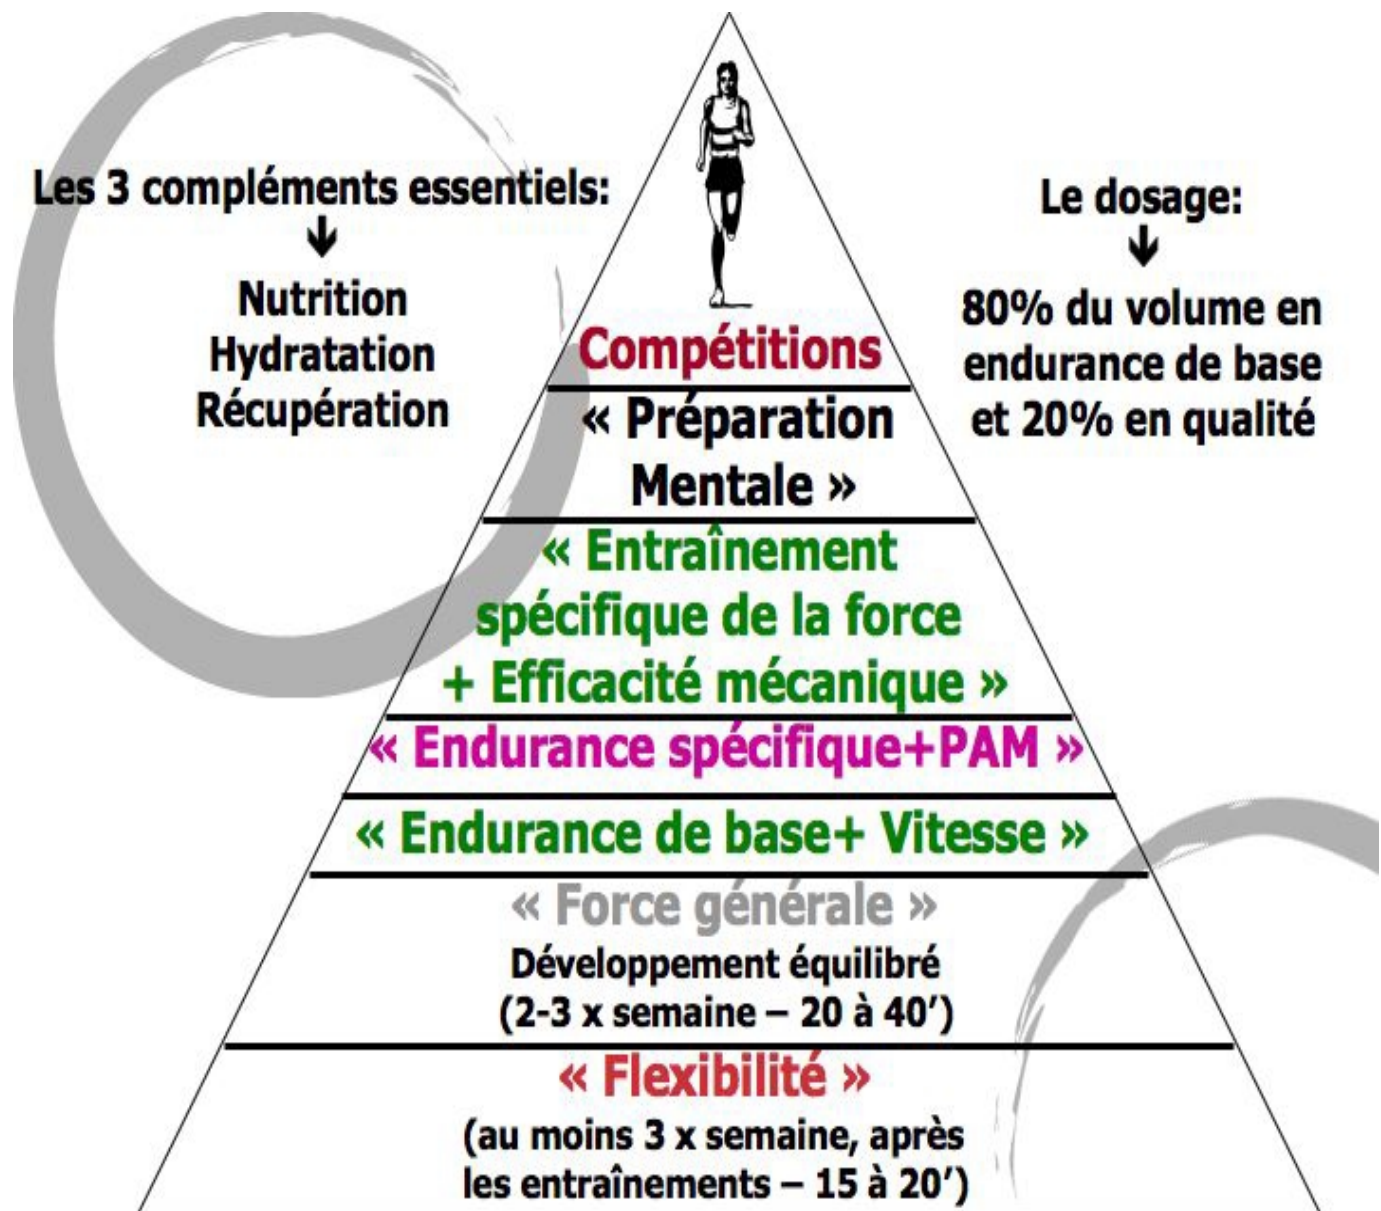 Les 3 compléments essentiels:
Nutrition
Hydratation
Récupération
Le dosage:
80% du volume en
endurance de base
et 20% en qualité
Compétitions
« Préparation
Mentale »
« Entraînement
spécifique de la force
+ Efficacité mécanique »
« Endurance spécifique+PAM »
« Endurance de base+ Vitesse »
« Force générale »
Développement équilibré
(2-3 x semaine – 20 à 40’)
« Flexibilité »
(au moins 3 x semaine, après
les entraînements – 15 à 20’)